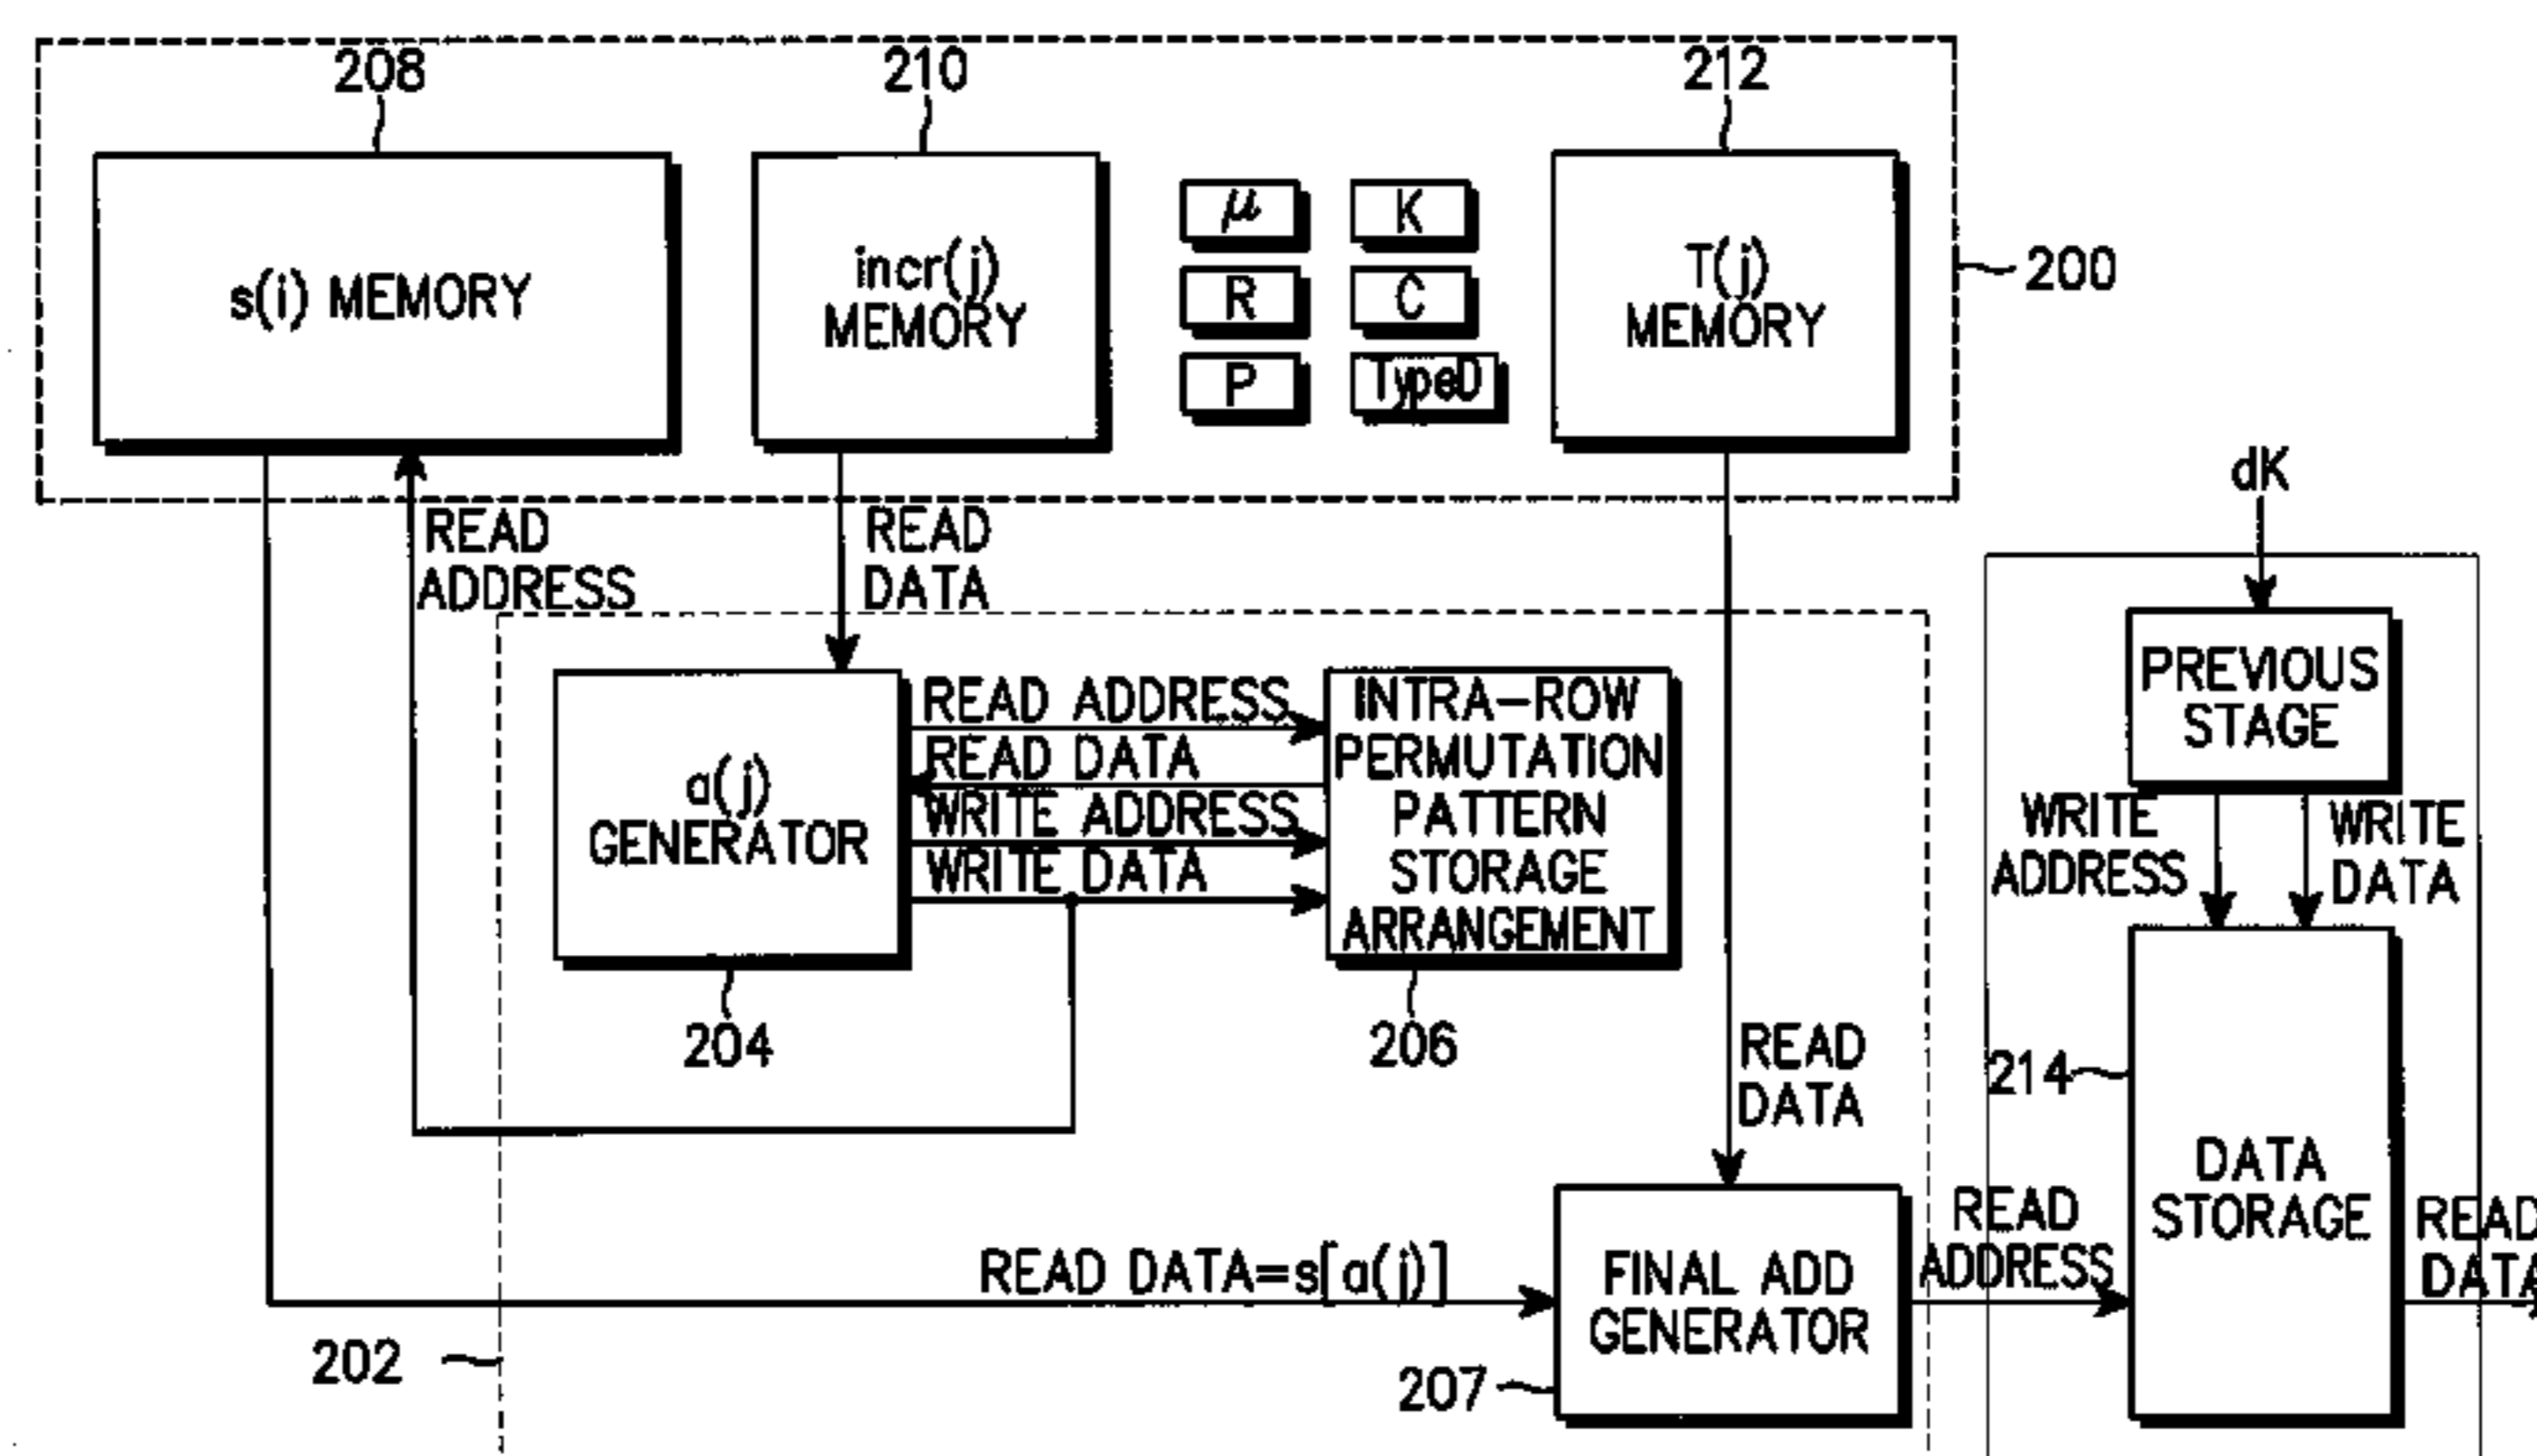 208
210
212
s(i) MEMORY
incr(j)
MEMORY
μ
K
R
C
P
TypeD
T(j)
MEMORY
200
dK
READ
ADDRESS
READ
DATA
PREVIOUS
STAGE
a(j)
GENERATOR
READ ADDRESS
READ DATA
WRITE ADDRESS
WRITE DATA
INTRA-ROW
PERMUTATION
PATTERN
STORAGE
ARRANGEMENT
WRITE
ADDRESS
WRITE
DATA
204
206
READ
DATA
214
DATA
STORAGE
READ DATA=s[a(j)]
FINAL ADD
GENERATOR
READ
ADDRESS
READ
DATA
202
207